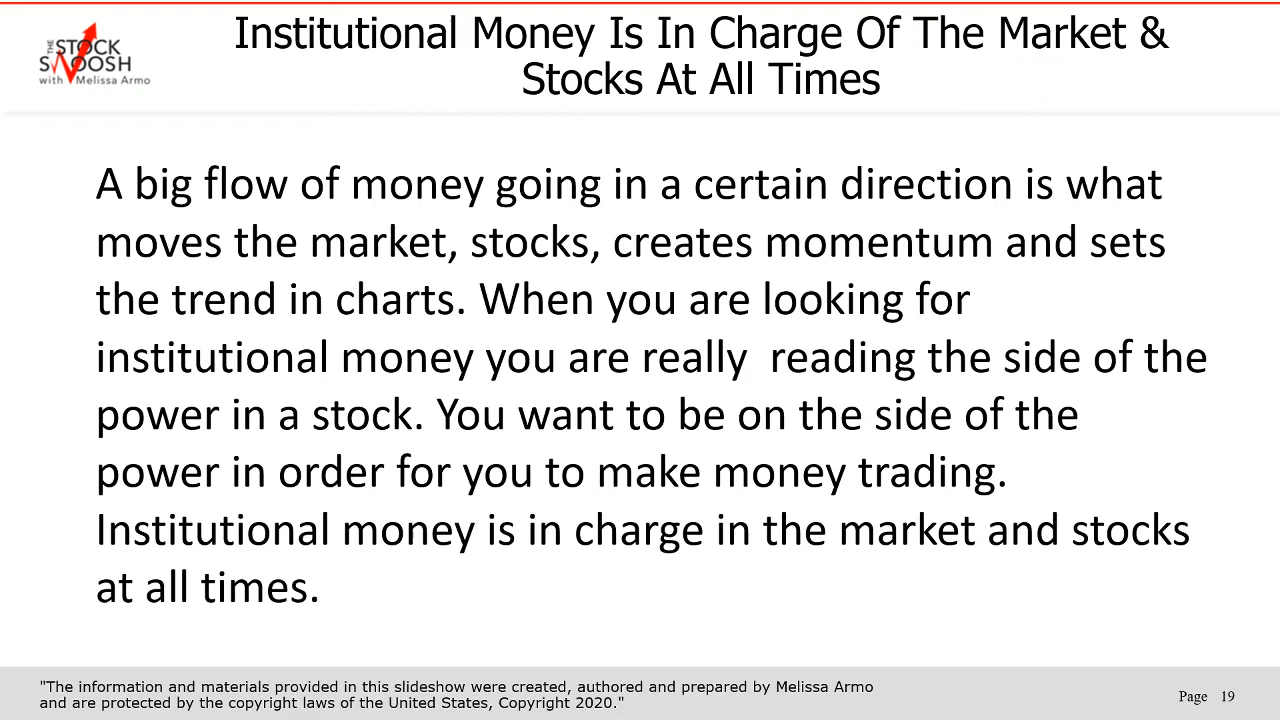 THE
STOCK
SWOOSH
with Melissa Armo
Institutional Money Is In Charge Of The Market &
Stocks At All Times
A big flow of money going in a certain direction is what
moves the market, stocks, creates momentum and sets
the trend in charts. When you are looking for
institutional money you are really  reading the side of the
power in a stock. You want to be on the side of the
power in order for you to make money trading.
Institutional money is in charge in the market and stocks
at all times.
"The information and materials provided in this slideshow were created, authored and prepared by Melissa Armo
and are protected by the copyright laws of the United States, Copyright 2020."
Page 19